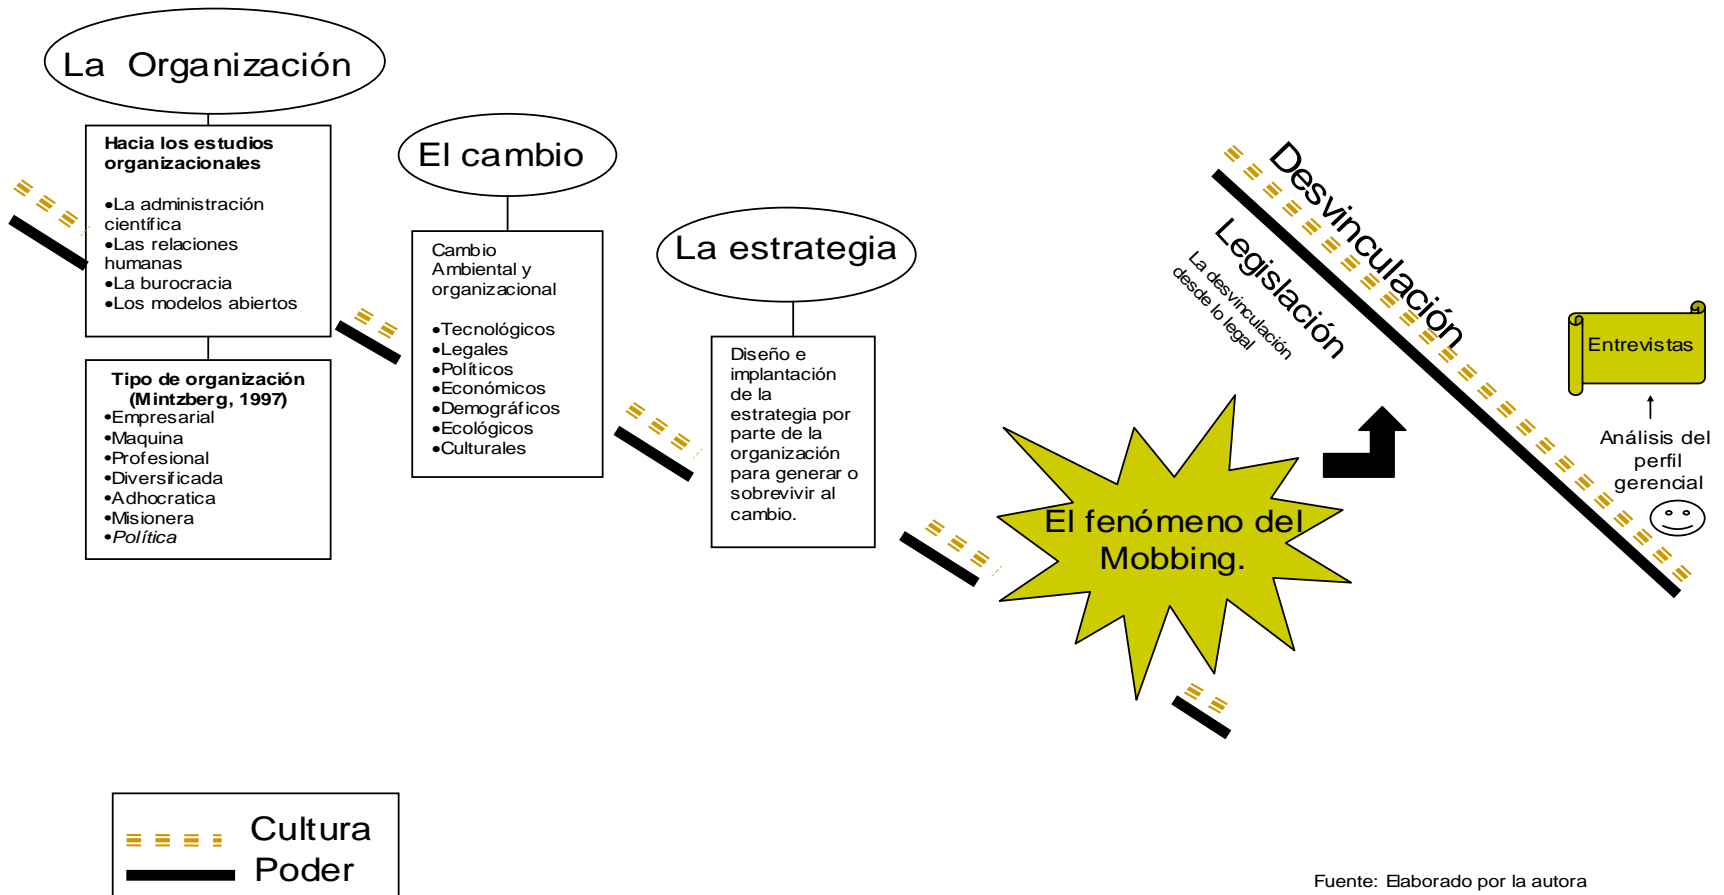 La Organización
Hacia los estudios
organizacionales
•La administración
científica
•Las relaciones
humanas
•La burocracia
•Los modelos abiertos
Tipo de organización
(Mintzberg, 1997)
•Empresarial
•Maquina
•Profesional
•Diversificada
•Adhocratica
•Misionera
•Política
El cambio
Cambio
Ambiental y
organizacional
•Tecnológicos
•Legales
•Políticos
•Económicos
•Demográficos
•Ecológicos
•Culturales
La estrategia
Diseño e
implantación
de la
estrategia por
parte de la
organización
para generar o
sobrevivir al
cambio.
El fenómeno del
Mobbing.
Desvinculación
Legislación
La desvinculación
desde lo legal
Entrevistas
Análisis del
perfil
gerencial
Cultura
Poder
Fuente: Elaborado por la autora